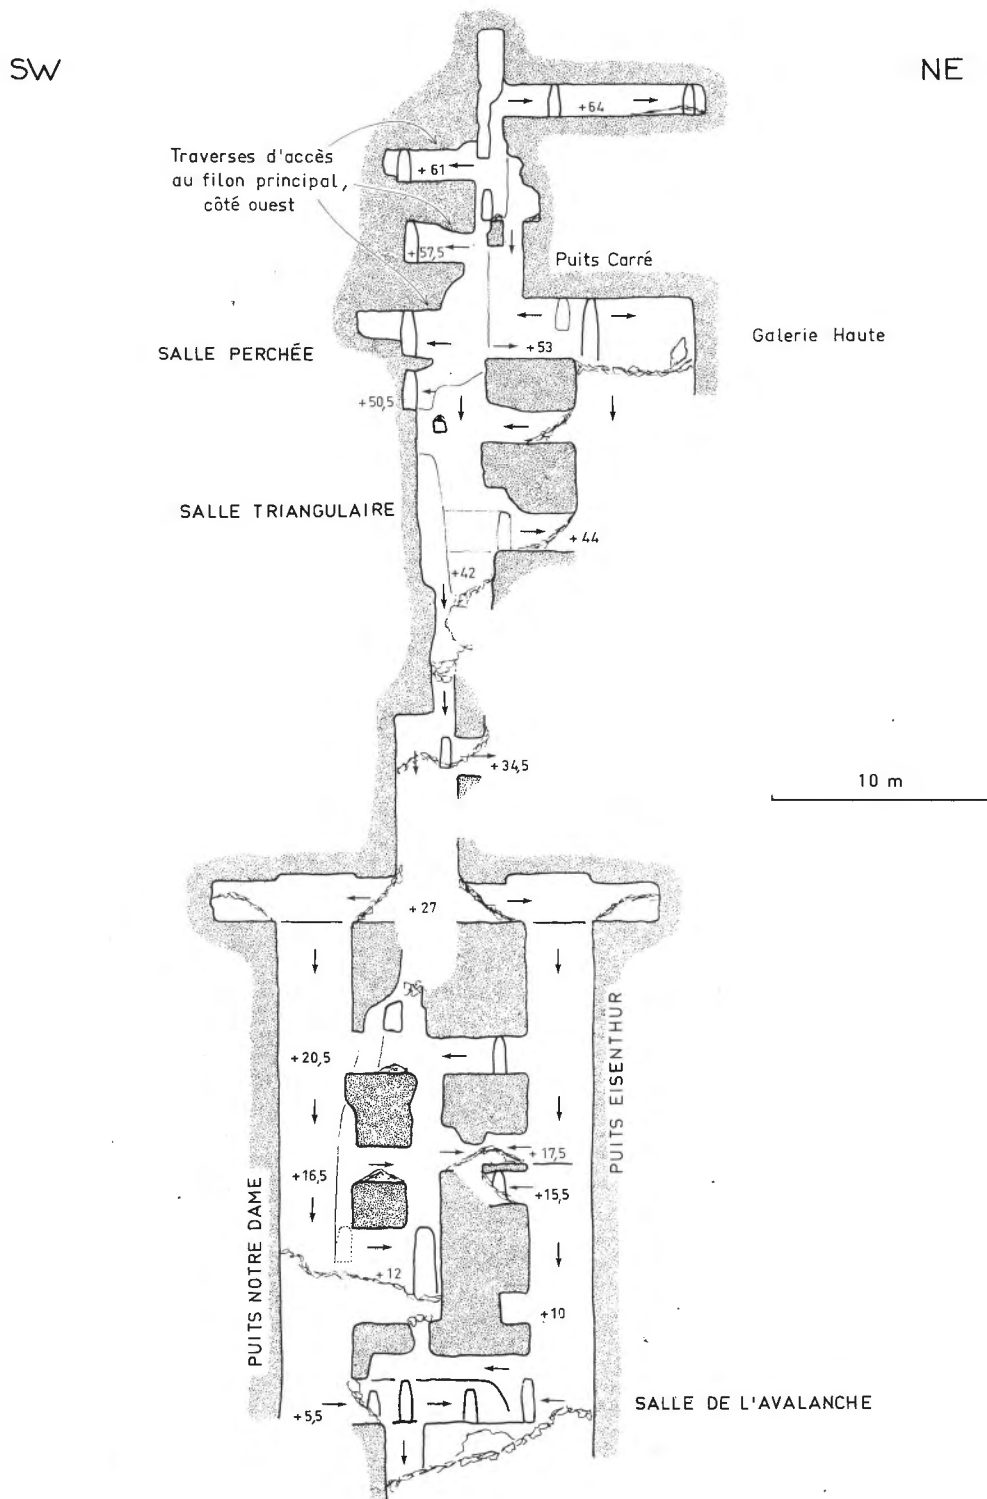 SW
NE
+64
Traverses d'accès
au filon principal,
côté ouest
+61
+57,5
Puits Carré
Galerie Haute
SALLE PERCHÉE
+53
+50,5
SALLE TRIANGULAIRE
+44
+42
+34,5
10 m
+27
PUITS EISENTHUR
+20,5
+17,5
+16,5
+15,5
PUITS NOTRE DAME
+12
+10
SALLE DE L'AVALANCHE
+5,5